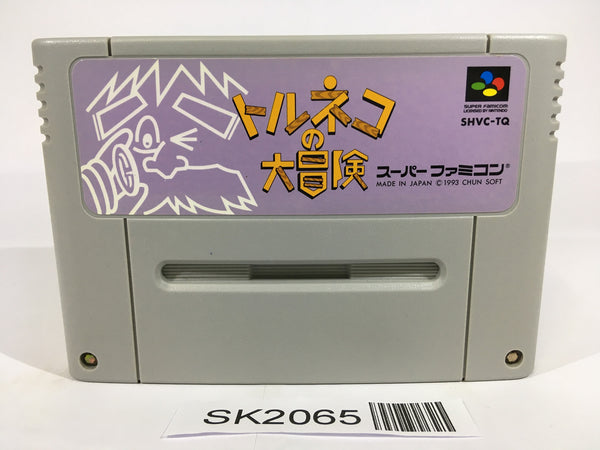 トルネコ
の
大冒険
SUPER FAMICOM
LICENSED BY NINTENDO
SHVC-TQ
スーパーファミコン®
MADE IN JAPAN © 1993 CHUN SOFT
SK2065